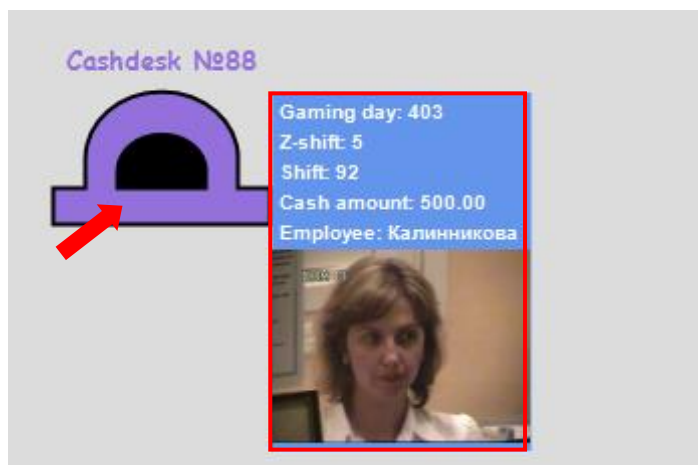 Cashdesk №88
Gaming day: 403
Z-shift: 5
Shift: 92
Cash amount: 500.00
Employee: Калинникова